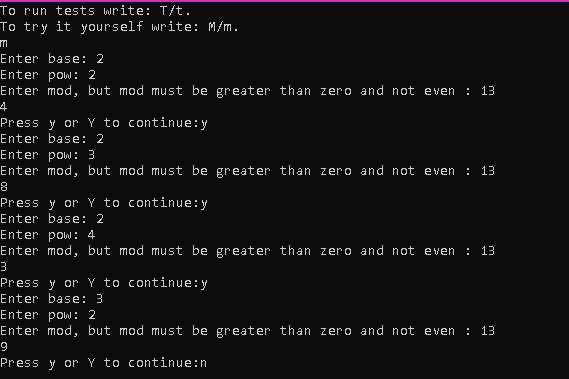 To run tests write: T/t.
To try it yourself write: M/m.
m
Enter base: 2
Enter pow: 2
Enter mod, but mod must be greater than zero and not even : 13
4
Press y or Y to continue:y
Enter base: 2
Enter pow: 3
Enter mod, but mod must be greater than zero and not even : 13
8
Press y or Y to continue:y
Enter base: 2
Enter pow: 4
Enter mod, but mod must be greater than zero and not even : 13
3
Press y or Y to continue:y
Enter base: 3
Enter pow: 2
Enter mod, but mod must be greater than zero and not even : 13
9
Press y or Y to continue:n